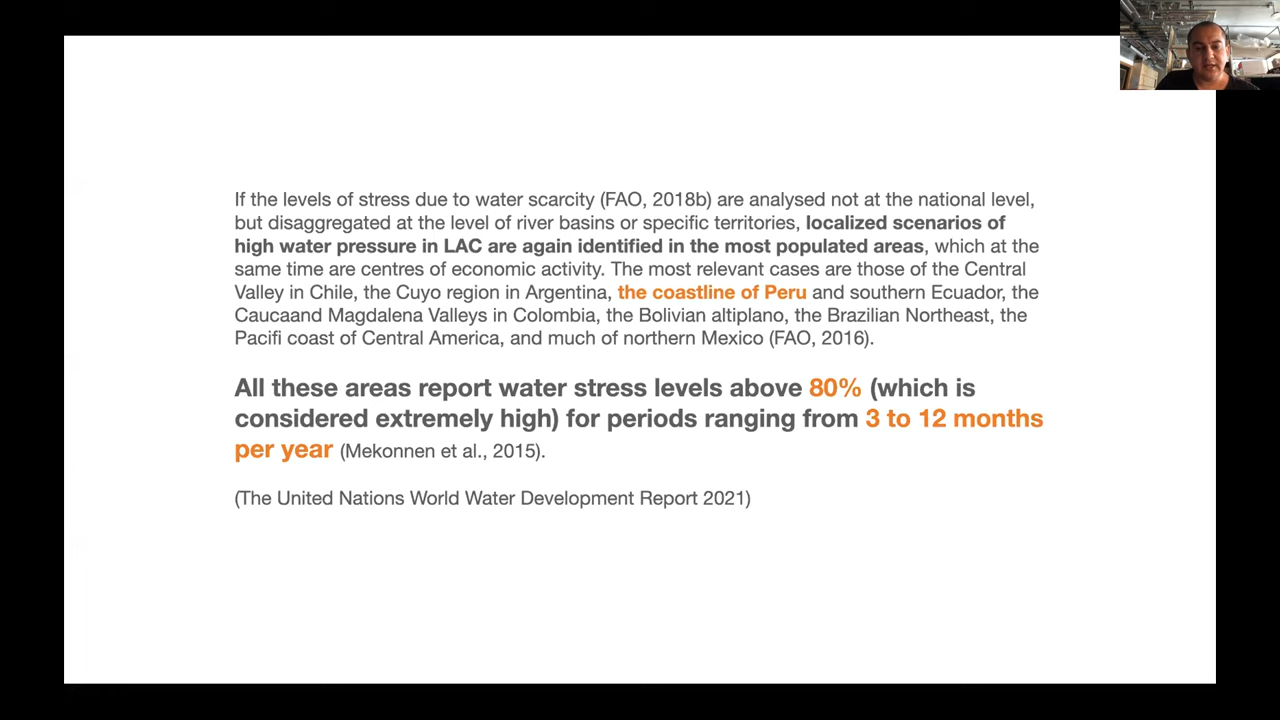 If the levels of stress due to water scarcity (FAO, 2018b) are analysed not at the national level,
but disaggregated at the level of river basins or specific territories, localized scenarios of
high water pressure in LAC are again identified in the most populated areas, which at the
same time are centres of economic activity. The most relevant cases are those of the Central
Valley in Chile, the Cuyo region in Argentina, the coastline of Peru and southern Ecuador, the
Caucaand Magdalena Valleys in Colombia, the Bolivian altiplano, the Brazilian Northeast, the
Pacifi coast of Central America, and much of northern Mexico (FAO, 2016).
All these areas report water stress levels above 80% (which is
considered extremely high) for periods ranging from 3 to 12 months
per year (Mekonnen et al., 2015).
(The United Nations World Water Development Report 2021)